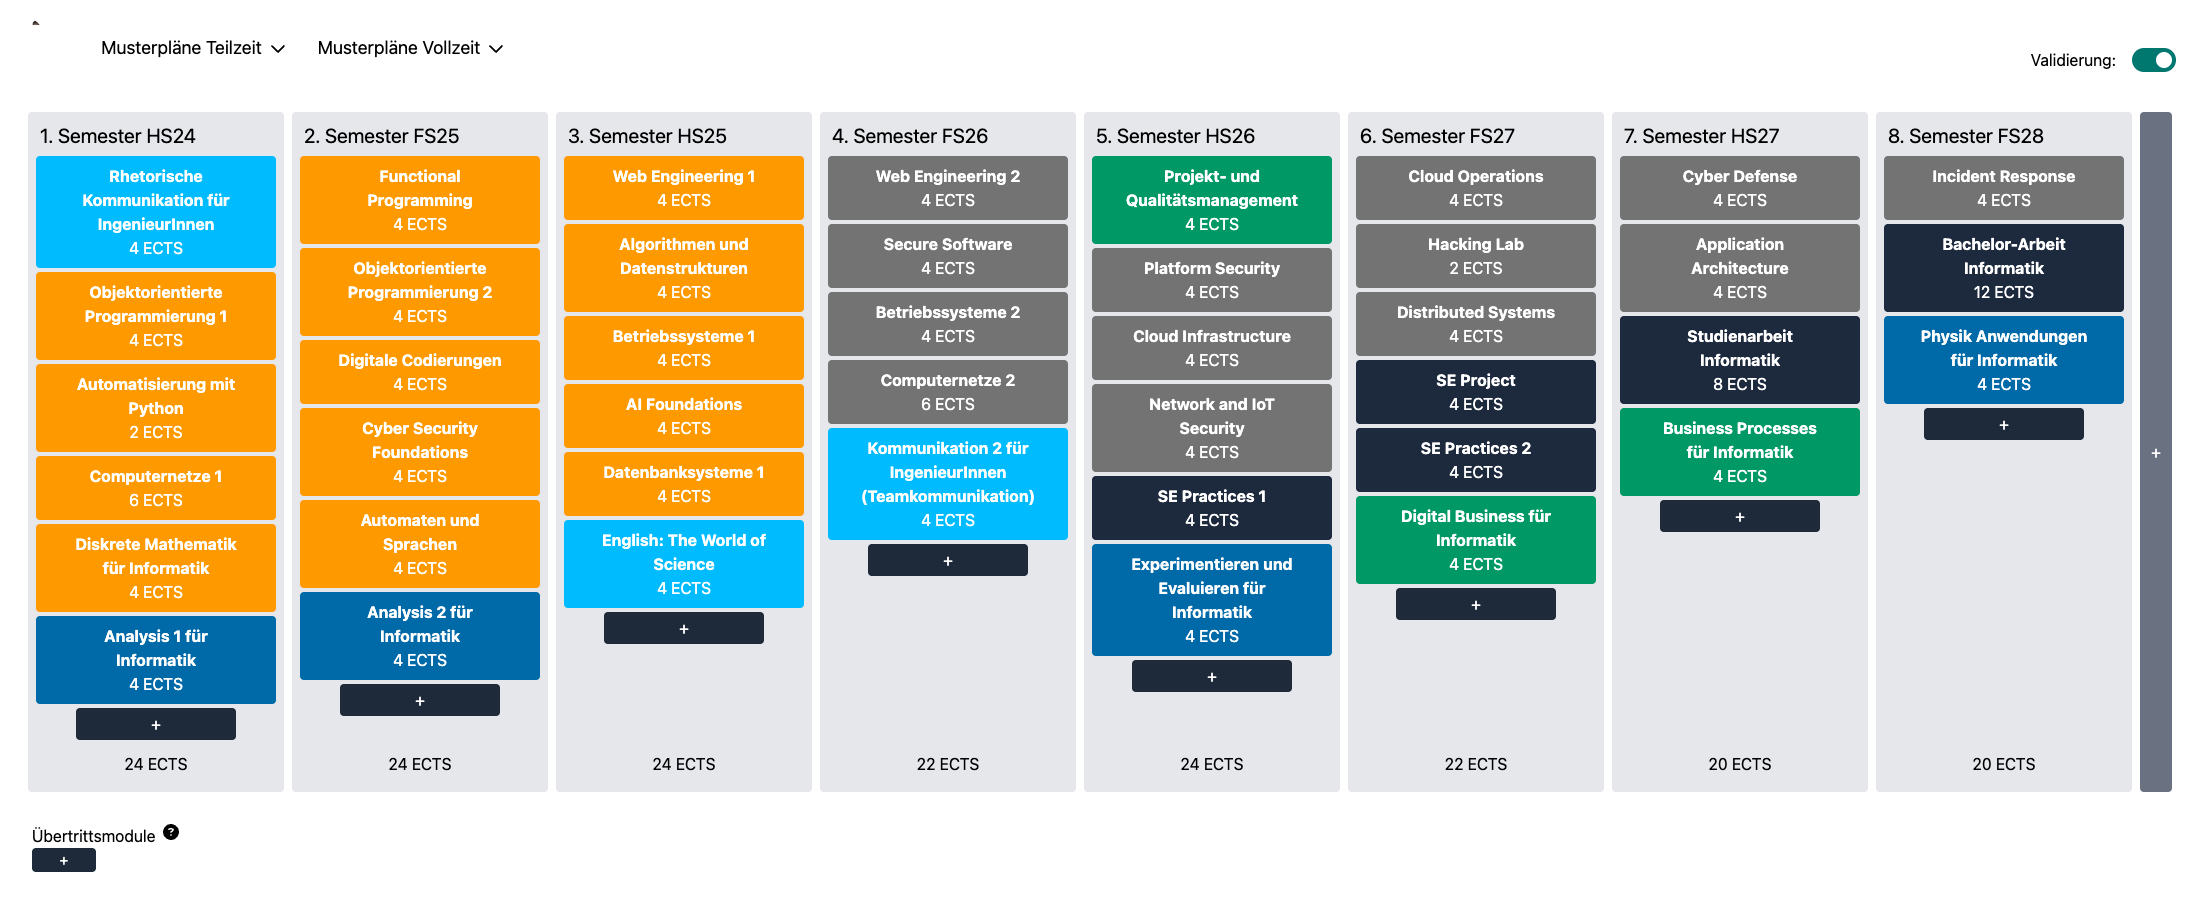 Musterpläne Teilzeit
Musterpläne Vollzeit
Validierung:
1. Semester HS24
Rhetorische
Kommunikation für
IngenieurInnen
4 ECTS
Objektorientierte
Programmierung 1
4 ECTS
Automatisierung mit
Python
2 ECTS
Computernetze 1
6 ECTS
Diskrete Mathematik
für Informatik
4 ECTS
Analysis 1 für
Informatik
4 ECTS
+
24 ECTS
2. Semester FS25
Functional
Programming
4 ECTS
Objektorientierte
Programmierung 2
4 ECTS
Digitale Codierungen
4 ECTS
Cyber Security
Foundations
4 ECTS
Automaten und
Sprachen
4 ECTS
Analysis 2 für
Informatik
4 ECTS
+
24 ECTS
3. Semester HS25
Web Engineering 1
4 ECTS
Algorithmen und
Datenstrukturen
4 ECTS
Betriebssysteme 1
4 ECTS
AI Foundations
4 ECTS
Datenbanksysteme 1
4 ECTS
English: The World of
Science
4 ECTS
+
24 ECTS
4. Semester FS26
Web Engineering 2
4 ECTS
Secure Software
4 ECTS
Betriebssysteme 2
4 ECTS
Computernetze 2
6 ECTS
Kommunikation 2 für
IngenieurInnen
(Teamkommunikation)
4 ECTS
+
22 ECTS
5. Semester HS26
Projekt- und
Qualitätsmanagement
4 ECTS
Platform Security
4 ECTS
Cloud Infrastructure
4 ECTS
Network and IoT
Security
4 ECTS
SE Practices 1
4 ECTS
Experimentieren und
Evaluieren für
Informatik
4 ECTS
+
24 ECTS
6. Semester FS27
Cloud Operations
4 ECTS
Hacking Lab
2 ECTS
Distributed Systems
4 ECTS
SE Project
4 ECTS
SE Practices 2
4 ECTS
Digital Business für
Informatik
4 ECTS
+
22 ECTS
7. Semester HS27
Cyber Defense
4 ECTS
Application
Architecture
4 ECTS
Studienarbeit
Informatik
8 ECTS
Business Processes
für Informatik
4 ECTS
+
20 ECTS
8. Semester FS28
Incident Response
4 ECTS
Bachelor-Arbeit
Informatik
12 ECTS
Physik Anwendungen
für Informatik
4 ECTS
+
20 ECTS
+
Übertrittsmodule ?
+